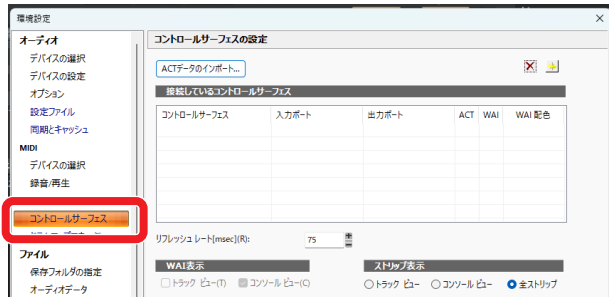 環境設定
オーディオ
デバイスの選択
デバイスの設定
オプション
設定ファイル
同期とキャッシュ
MIDI
デバイスの選択
録音/再生
コントロールサーフェス
ファイル
保存フォルダの指定
オーディオデータ
コントロールサーフェスの設定
ACTデータのインポート...
接続しているコントロールサーフェス
コントロールサーフェス 入力ポート 出力ポート ACT WAI WAI 配色
リフレッシュ レート[msec](R): 75
WAI表示 ストリップ表示
トラック ビュー(T) コンソール ビュー(C) トラック ビュー コンソール ビュー 全ストリップ